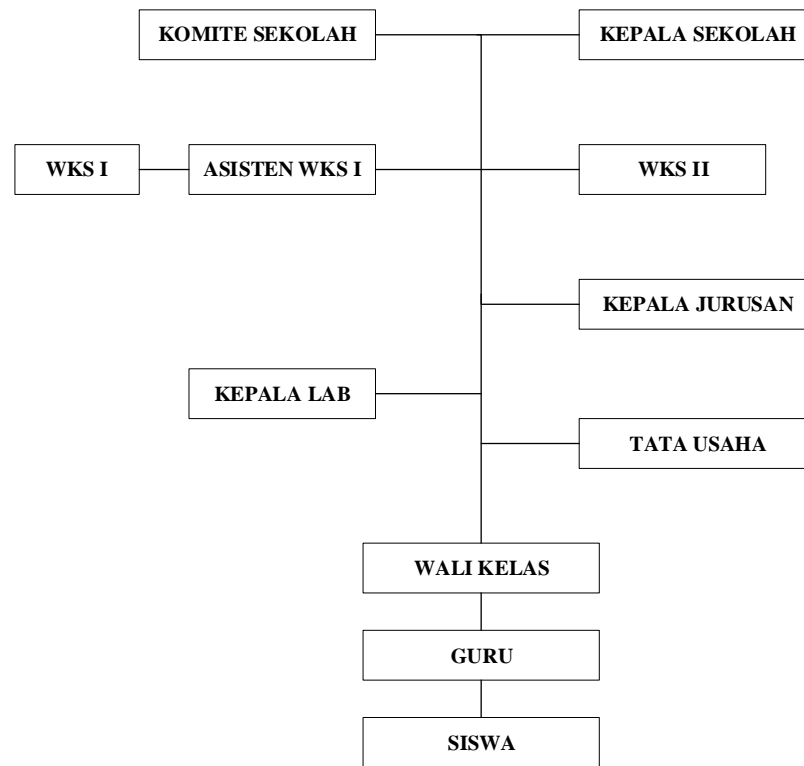 KOMITE SEKOLAH
KEPALA SEKOLAH
WKS I
ASISTEN WKS I
WKS II
KEPALA JURUSAN
KEPALA LAB
TATA USAHA
WALI KELAS
GURU
SISWA